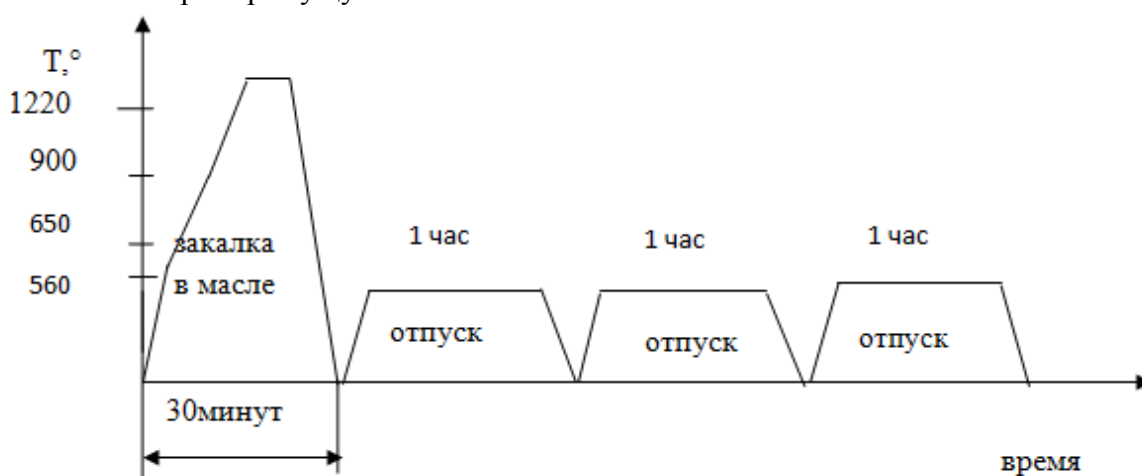 T,°
1220
900
650
560
закалка
в масле
30минут
1 час
1 час
1 час
отпуск
отпуск
отпуск
время